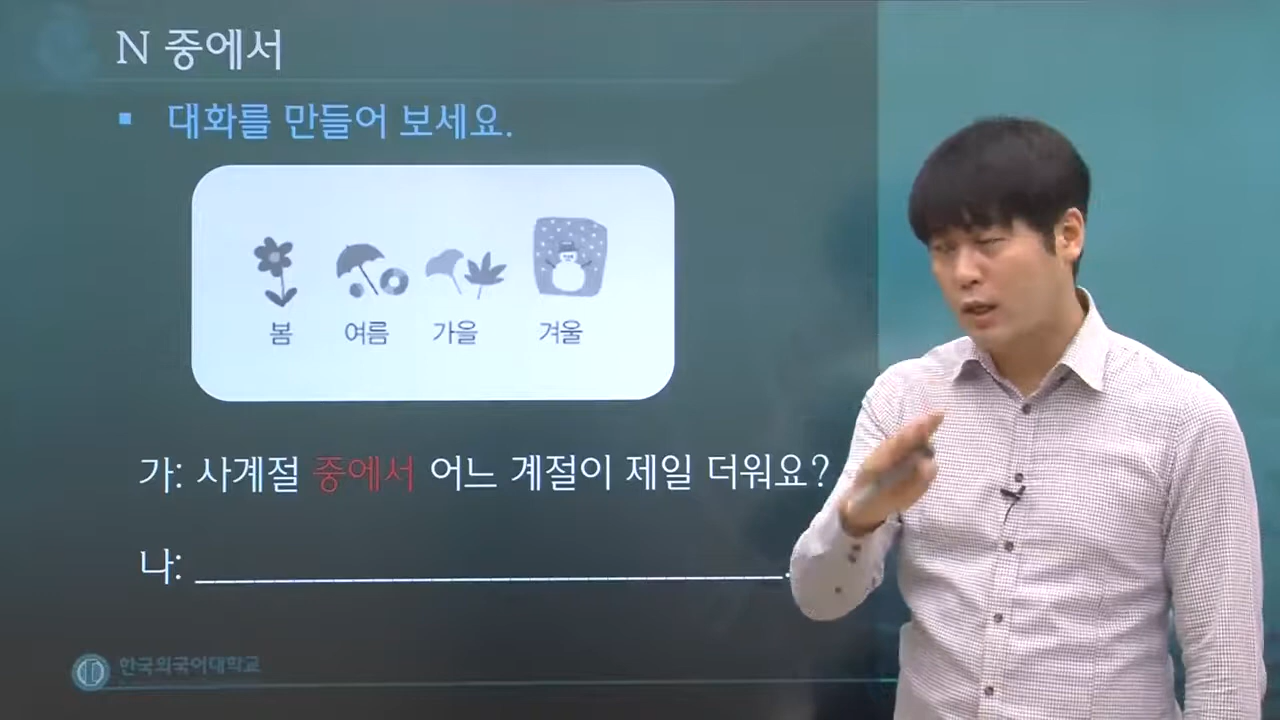 N 중에서
▪ 대화를 만들어 보세요.
봄 여름 가을 겨울
가: 사계절 중에서 어느 계절이 제일 더워요?
나: ______________________________.
한국외국어대학교